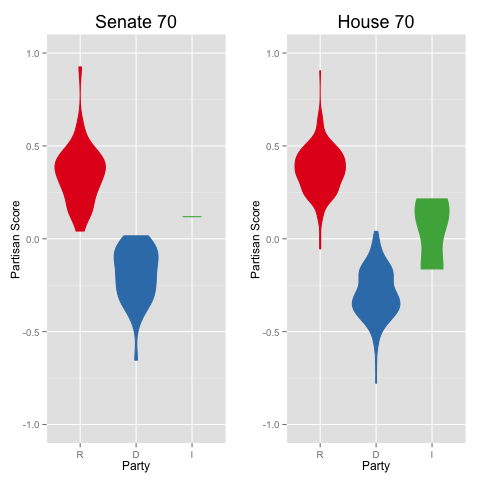 Senate 70
1.0
0.5
0.0
-0.5
-1.0
Partisan Score
R D I
Party
House 70
1.0
0.5
0.0
-0.5
-1.0
Partisan Score
R D I
Party